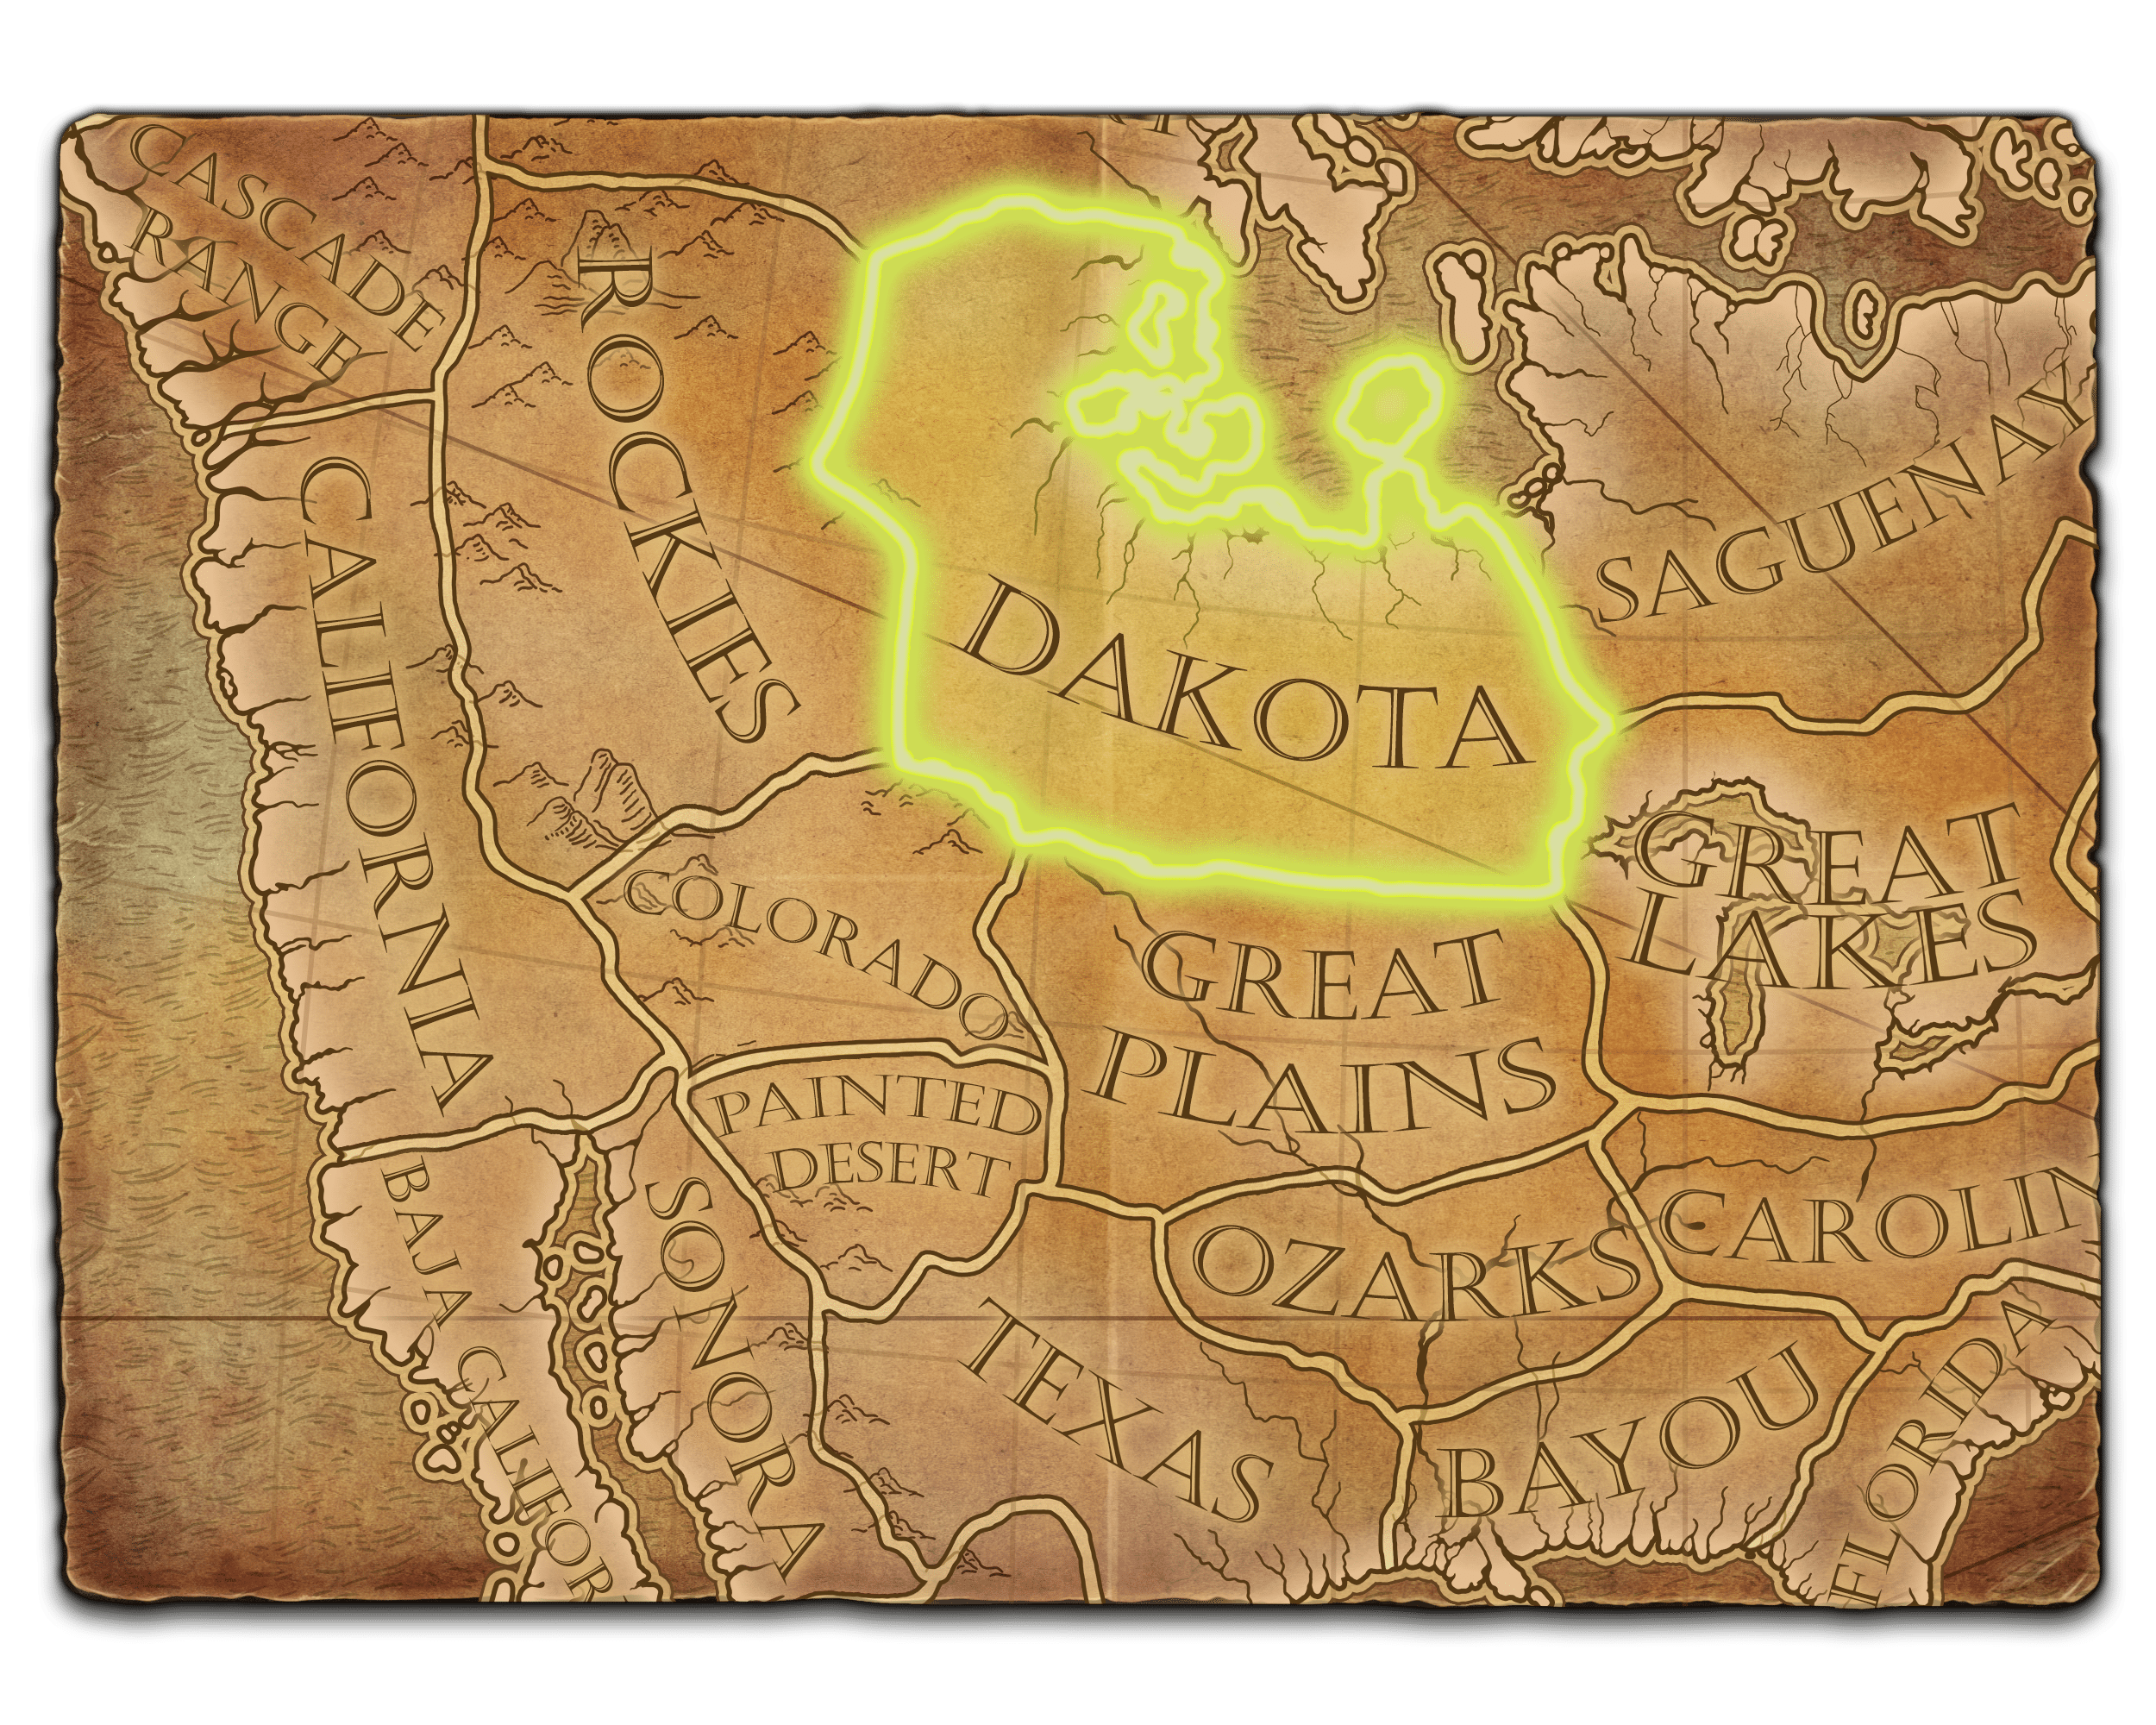 CASCADE
RANGE
ROCKIES
CALIFORNIA
DAKOTA
SAGUENAY
GREAT
LAKES
COLORADO
GREAT
PLAINS
PAINTED
DESERT
BAJA CALIFOR
SONORA
OZARKS
CAROLIN
TEXAS
BAYOU
FLORIDA